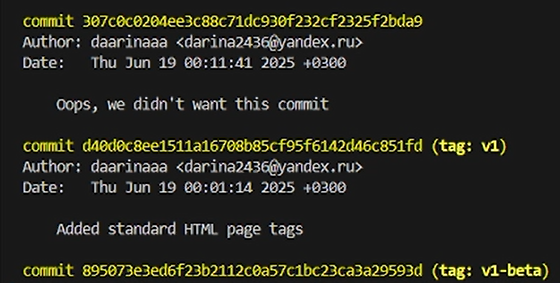 commit 307c0c0204ee3c88c71dc930f232cf2325f2bda9
Author: daarinaaa <darina2436@yandex.ru>
Date:   Thu Jun 19 00:11:41 2025 +0300
Oops, we didn't want this commit
commit d40d0c8ee1511a16708b85cf95f6142d46c851fd (tag: v1)
Author: daarinaaa <darina2436@yandex.ru>
Date:   Thu Jun 19 00:01:14 2025 +0300
Added standard HTML page tags
commit 895073e3ed6f23b2112c0a57c1bc23ca3a29593d (tag: v1-beta)